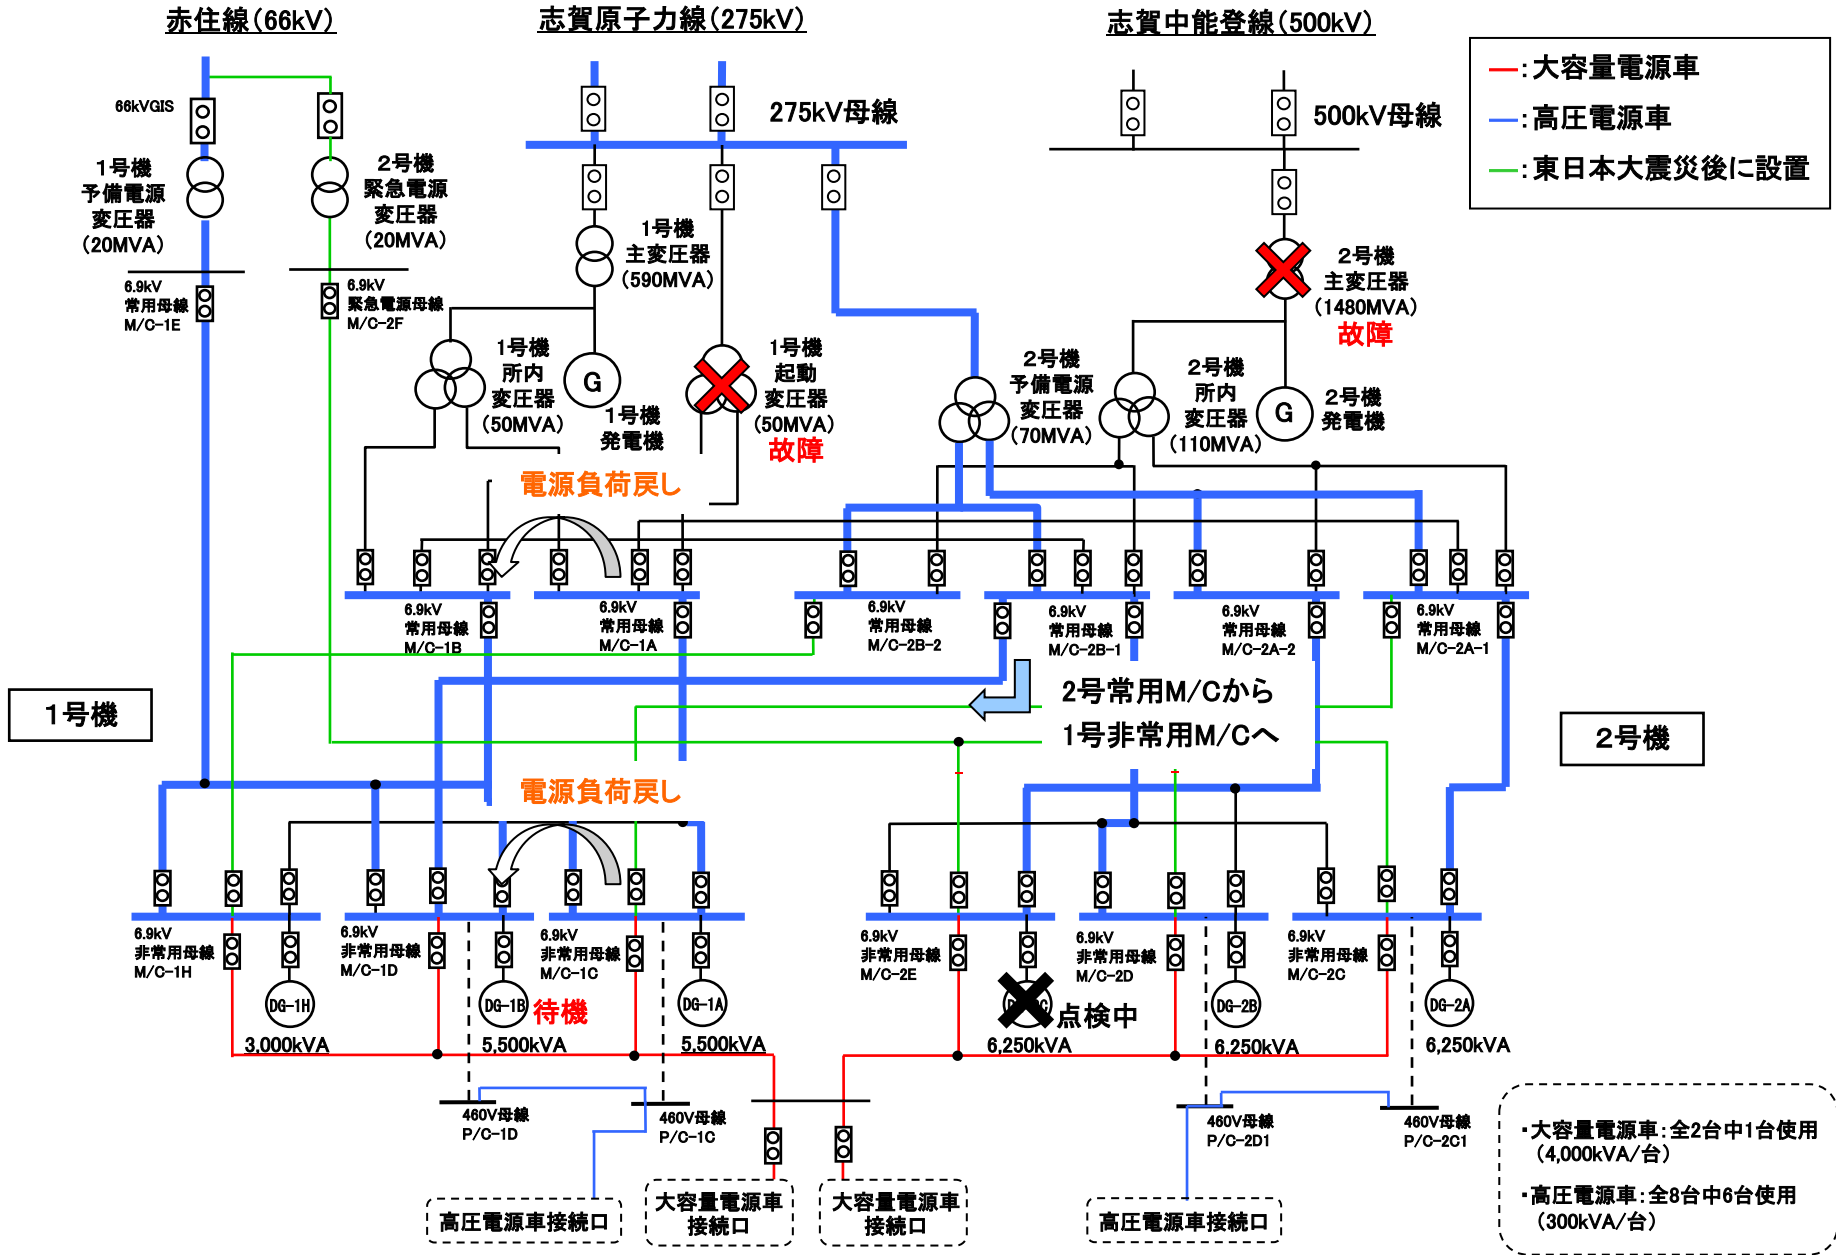 赤住線(66kV)
志賀原子力線(275kV)
志賀中能登線(500kV)
―:大容量電源車
―:高圧電源車
―:東日本大震災後に設置
66kVGIS
275kV母線
500kV母線
1号機
予備電源
変圧器
(20MVA)
2号機
緊急電源
変圧器
(20MVA)
1号機
主変圧器
(590MVA)
2号機
主変圧器
(1480MVA)
故障
6.9kV
常用母線
M/C-1E
6.9kV
緊急電源母線
M/C-2F
1号機
所内
変圧器
(50MVA)
G
1号機
発電機
1号機
起動
変圧器
(50MVA)
故障
2号機
予備電源
変圧器
(70MVA)
2号機
所内
変圧器
(110MVA)
G
2号機
発電機
電源負荷戻し
6.9kV
常用母線
M/C-1B
6.9kV
常用母線
M/C-1A
6.9kV
常用母線
M/C-2B-2
6.9kV
常用母線
M/C-2B-1
6.9kV
常用母線
M/C-2A-2
6.9kV
常用母線
M/C-2A-1
1号機
2号常用M/Cから
1号非常用M/Cへ
2号機
電源負荷戻し
6.9kV
非常用母線
M/C-1H
6.9kV
非常用母線
M/C-1D
6.9kV
非常用母線
M/C-1C
6.9kV
非常用母線
M/C-2E
6.9kV
非常用母線
M/C-2D
6.9kV
非常用母線
M/C-2C
DG-1H
3,000kVA
DG-1B
待機
5,500kVA
DG-1A
5,500kVA
点検中
6,250kVA
DG-2B
6,250kVA
DG-2A
6,250kVA
460V母線
P/C-1D
460V母線
P/C-1C
460V母線
P/C-2D1
460V母線
P/C-2C1
高圧電源車接続口
大容量電源車
接続口
大容量電源車
接続口
高圧電源車接続口
・大容量電源車:全2台中1台使用
(4,000kVA/台)
・高圧電源車:全8台中6台使用
(300kVA/台)